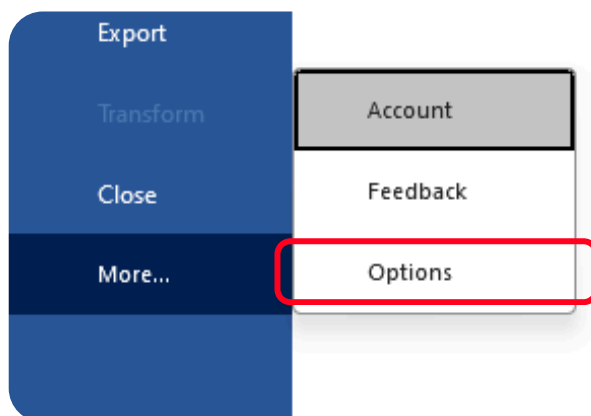 Export
Transform
Close
More...
Account
Feedback
Options